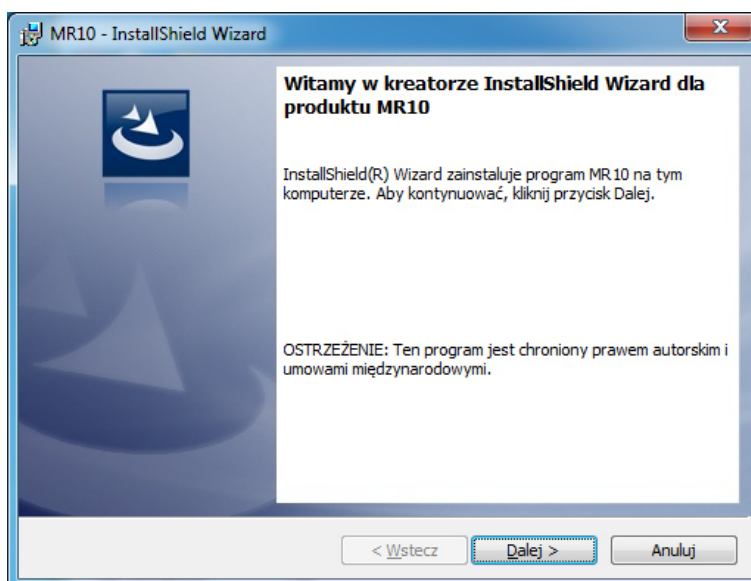 MR10 - InstallShield Wizard
Witamy w kreatorze InstallShield Wizard dla
produktu MR10
InstallShield(R) Wizard zainstaluje program MR10 na tym
komputerze. Aby kontynuować, kliknij przycisk Dalej.
OSTRZEŻENIE: Ten program jest chroniony prawem autorskim i
umowami międzynarodowymi.
< Wstecz Dalej > Anuluj